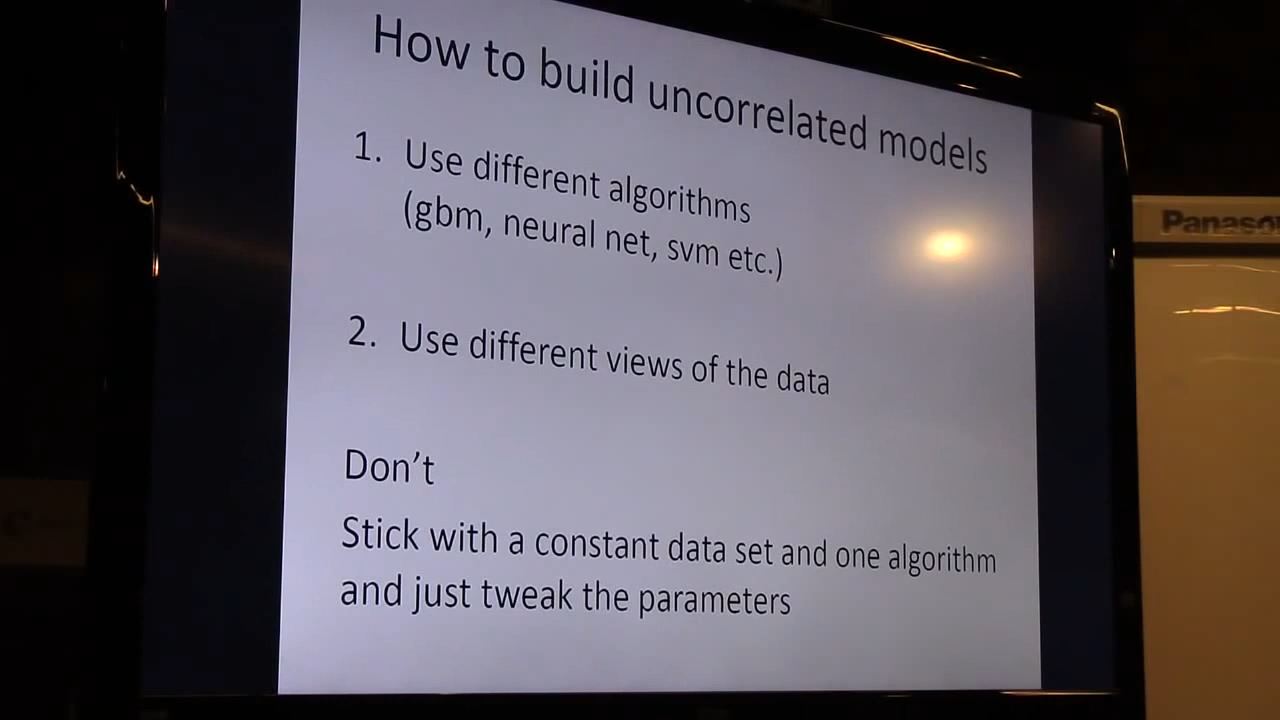 How to build uncorrelated models
1. Use different algorithms
(gbm, neural net, svm etc.)
2. Use different views of the data
Don't
Stick with a constant data set and one algorithm
and just tweak the parameters